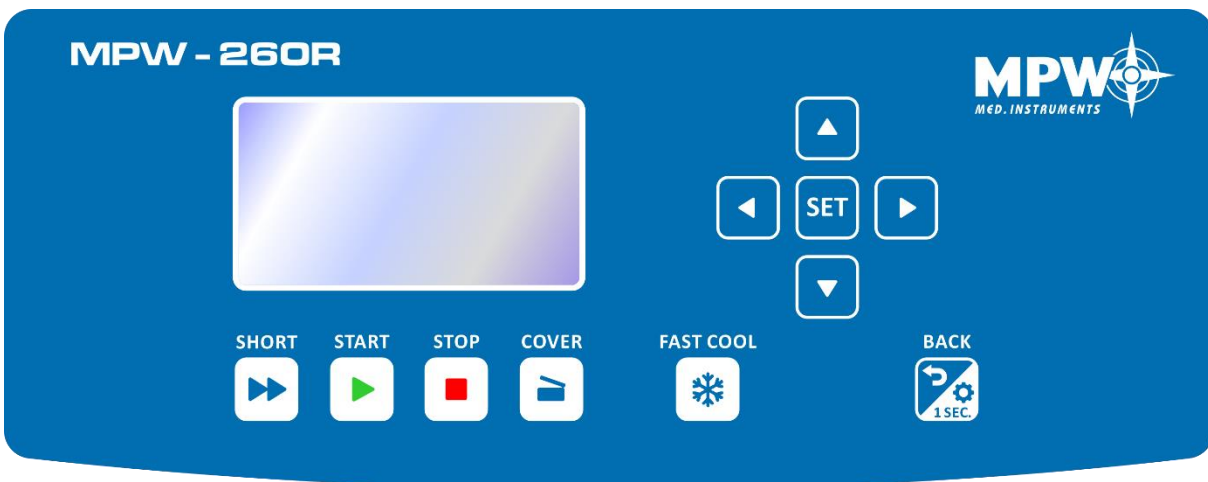 MPW - 260R
MPW
MED. INSTRUMENTS
SET
SHORT START STOP COVER FAST COOL BACK
1 SEC.